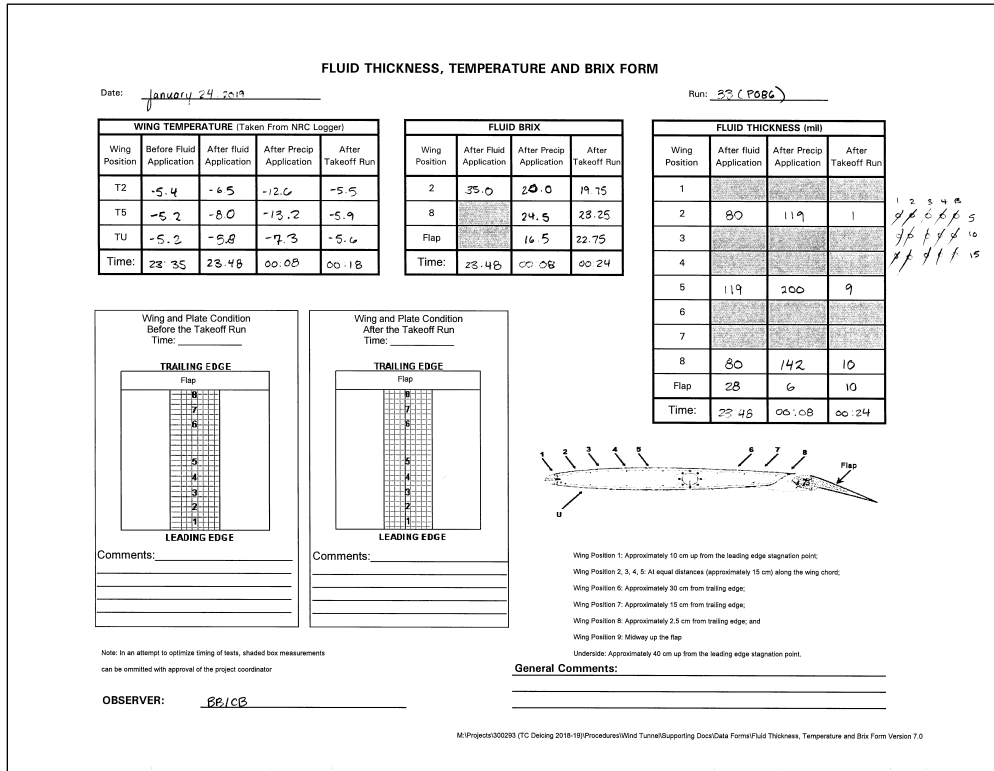 FLUID THICKNESS, TEMPERATURE AND BRIX FORM
Date: January 24, 2019
Run: 33 (P086)
WING TEMPERATURE (Taken From NRC Logger)
Wing Position Before Fluid Application After fluid Application After Precip Application After Takeoff Run
T2 -5.4 -6.5 -12.6 -5.5
T5 -5.2 -8.0 -13.2 -5.9
TU -5.2 -5.8 -7.3 -5.6
Time: 23:35 23:48 00:08 00:18
FLUID BRIX
Wing Position After Fluid Application After Precip Application After Takeoff Run
2 35.0 20.0 19.75
8 24.5 23.25
Flap 16.5 22.75
Time: 23:48 00:08 00:24
FLUID THICKNESS (mil)
Wing Position After fluid Application After Precip Application After Takeoff Run
1
2 80 119 1
3
4
5 119 200 9
6
7
8 80 142 10
Flap 28 6 10
Time: 23:48 00:08 00:24
1 2 3 4 B
5
10
15
Wing and Plate Condition
Before the Takeoff Run
Time:
TRAILING EDGE
Flap
8
7
6
5
4
3
2
1
LEADING EDGE
Comments:
Wing and Plate Condition
After the Takeoff Run
Time:
TRAILING EDGE
Flap
8
7
6
5
4
3
2
1
LEADING EDGE
Comments:
1 2 3 4 5 6 7 8 Flap
U
Wing Position 1: Approximately 10 cm up from the leading edge stagnation point;
Wing Position 2, 3, 4, 5: At equal distances (approximately 15 cm) along the wing chord;
Wing Position 6: Approximately 30 cm from trailing edge;
Wing Position 7: Approximately 15 cm from trailing edge;
Wing Position 8: Approximately 2.5 cm from trailing edge; and
Wing Position 9: Midway up the flap
Underside: Approximately 40 cm up from the leading edge stagnation point.
Note: In an attempt to optimize timing of tests, shaded box measurements
can be ommitted with approval of the project coordinator
General Comments:
OBSERVER: BB/CB
M:\Projects\300293 (TC Deicing 2018-19)\Procedures\Wind Tunnel\Supporting Docs\Data Forms\Fluid Thickness, Temperature and Brix Form Version 7.0